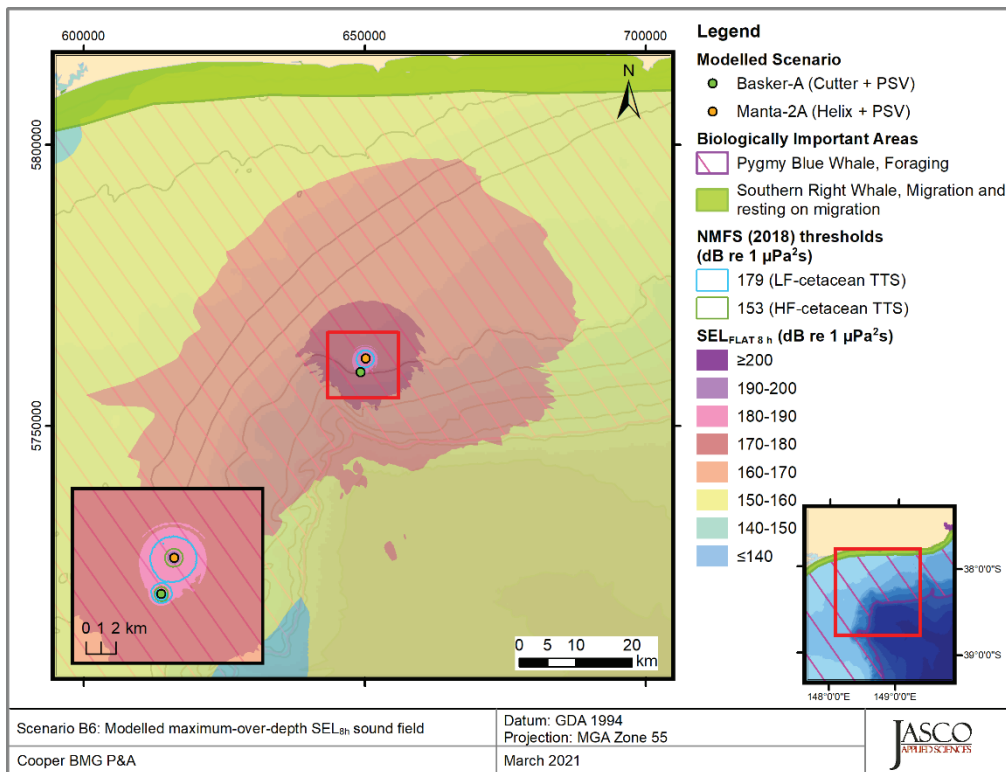 600000
650000
700000
5800000
5750000
N
0 1 2 km
0 5 10 20
km
Legend
Modelled Scenario
Basker-A (Cutter + PSV)
Manta-2A (Helix + PSV)
Biologically Important Areas
Pygmy Blue Whale, Foraging
Southern Right Whale, Migration and
resting on migration
NMFS (2018) thresholds
(dB re 1 µPa²s)
179 (LF-cetacean TTS)
153 (HF-cetacean TTS)
SELFLAT 8 h (dB re 1 µPa²s)
≥200
190-200
180-190
170-180
160-170
150-160
140-150
≤140
38°0'0"S
39°0'0"S
148°0'0"E
149°0'0"E
Scenario B6: Modelled maximum-over-depth SEL8h sound field
Datum: GDA 1994
Projection: MGA Zone 55
Cooper BMG P&A
March 2021
JASCO
APPLIED SCIENCES